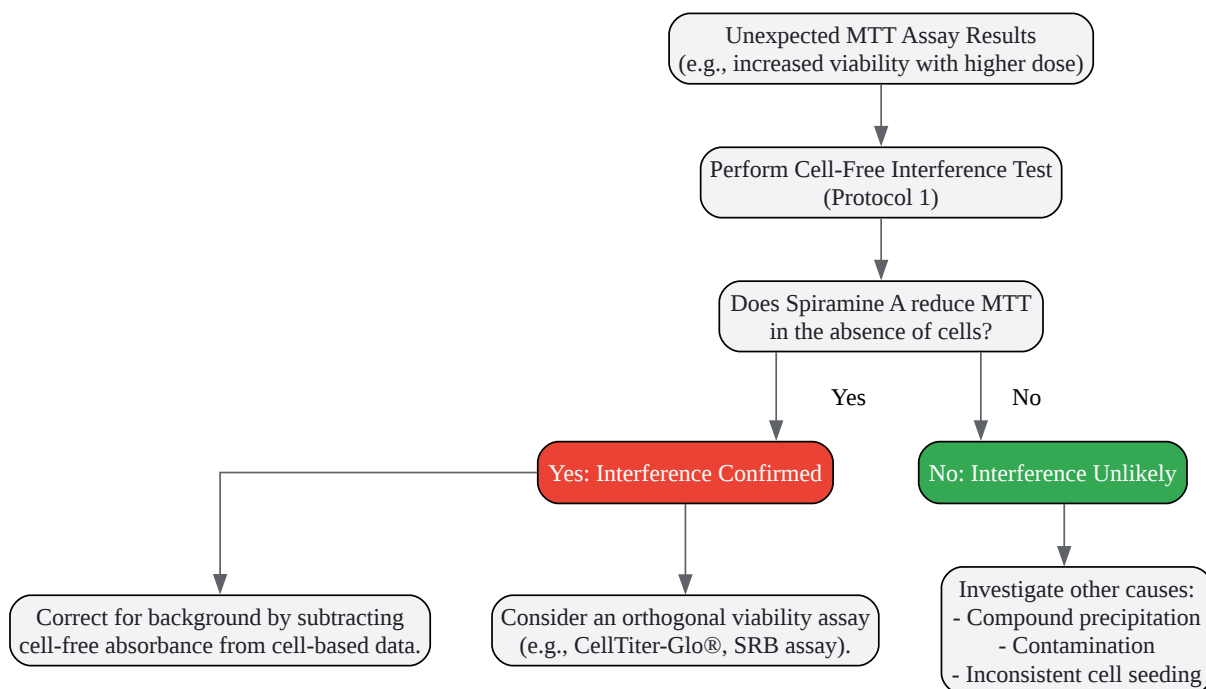 Unexpected MTT Assay Results
(e.g., increased viability with higher dose)
Perform Cell-Free Interference Test
(Protocol 1)
Does Spiramine A reduce MTT
in the absence of cells?
Yes
No
Yes: Interference Confirmed
No: Interference Unlikely
Correct for background by subtracting
cell-free absorbance from cell-based data.
Consider an orthogonal viability assay
(e.g., CellTiter-Glo®, SRB assay).
Investigate other causes:
- Compound precipitation
- Contamination
- Inconsistent cell seeding